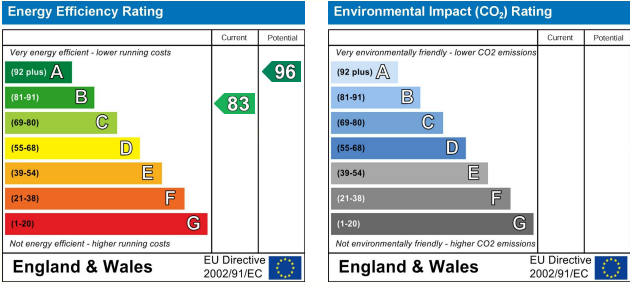 Energy Efficiency Rating
Current Potential
Very energy efficient - lower running costs
(92 plus) A
(81-91) B
(69-80) C
(55-68) D
(39-54) E
(21-38) F
(1-20) G
83
96
Not energy efficient - higher running costs
England & Wales
EU Directive
2002/91/EC
Environmental Impact (CO₂) Rating
Current Potential
Very environmentally friendly - lower CO2 emissions
(92 plus) A
(81-91) B
(69-80) C
(55-68) D
(39-54) E
(21-38) F
(1-20) G
Not environmentally friendly - higher CO2 emissions
England & Wales
EU Directive
2002/91/EC